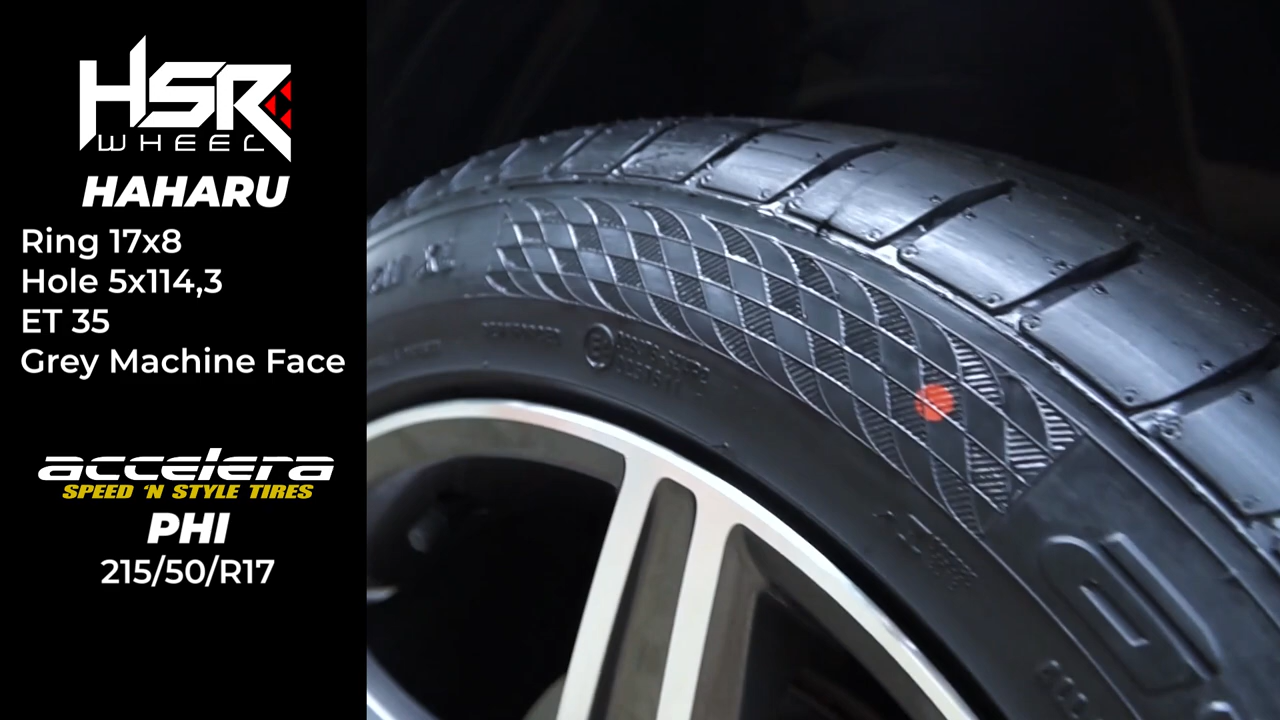 HSR
WHEEL
HAHARU
Ring 17x8
Hole 5x114,3
ET 35
Grey Machine Face
accelera
SPEED 'N STYLE TIRES
PHI
215/50/R17